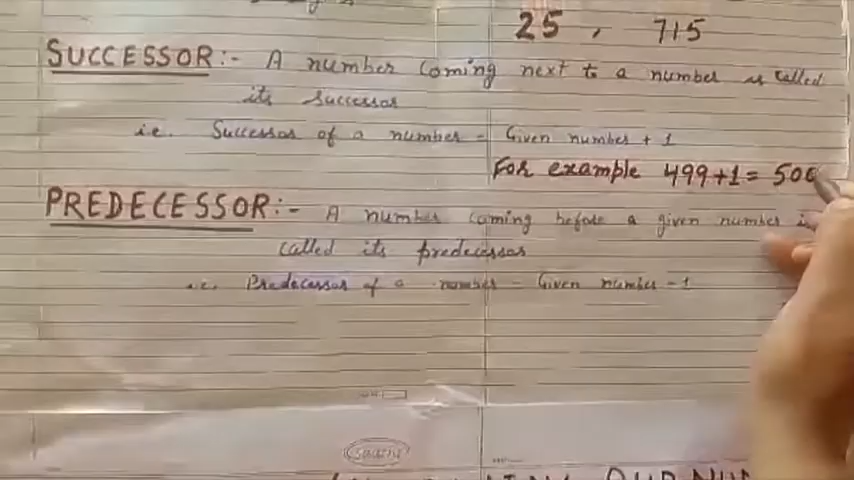 25 , 715
SUCCESSOR:- A number coming next to a number is called
its successor
i.e. Successor of a number = Given number + 1
For example 499+1= 500
PREDECESSOR:- A number coming before a given number is
called its predecessor
i.e. Predecessor of a number = Given number -1